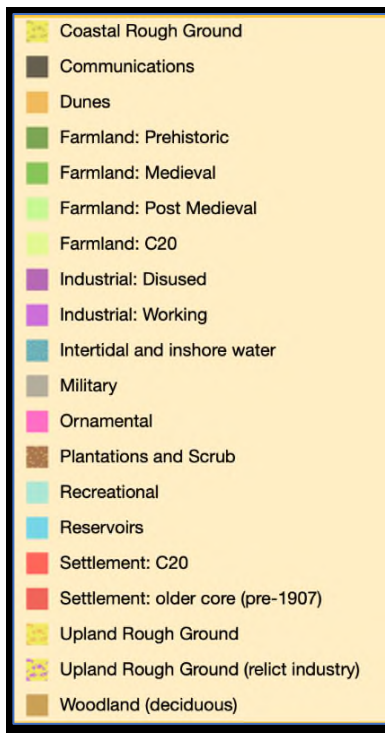 Coastal Rough Ground
Communications
Dunes
Farmland: Prehistoric
Farmland: Medieval
Farmland: Post Medieval
Farmland: C20
Industrial: Disused
Industrial: Working
Intertidal and inshore water
Military
Ornamental
Plantations and Scrub
Recreational
Reservoirs
Settlement: C20
Settlement: older core (pre-1907)
Upland Rough Ground
Upland Rough Ground (relict industry)
Woodland (deciduous)